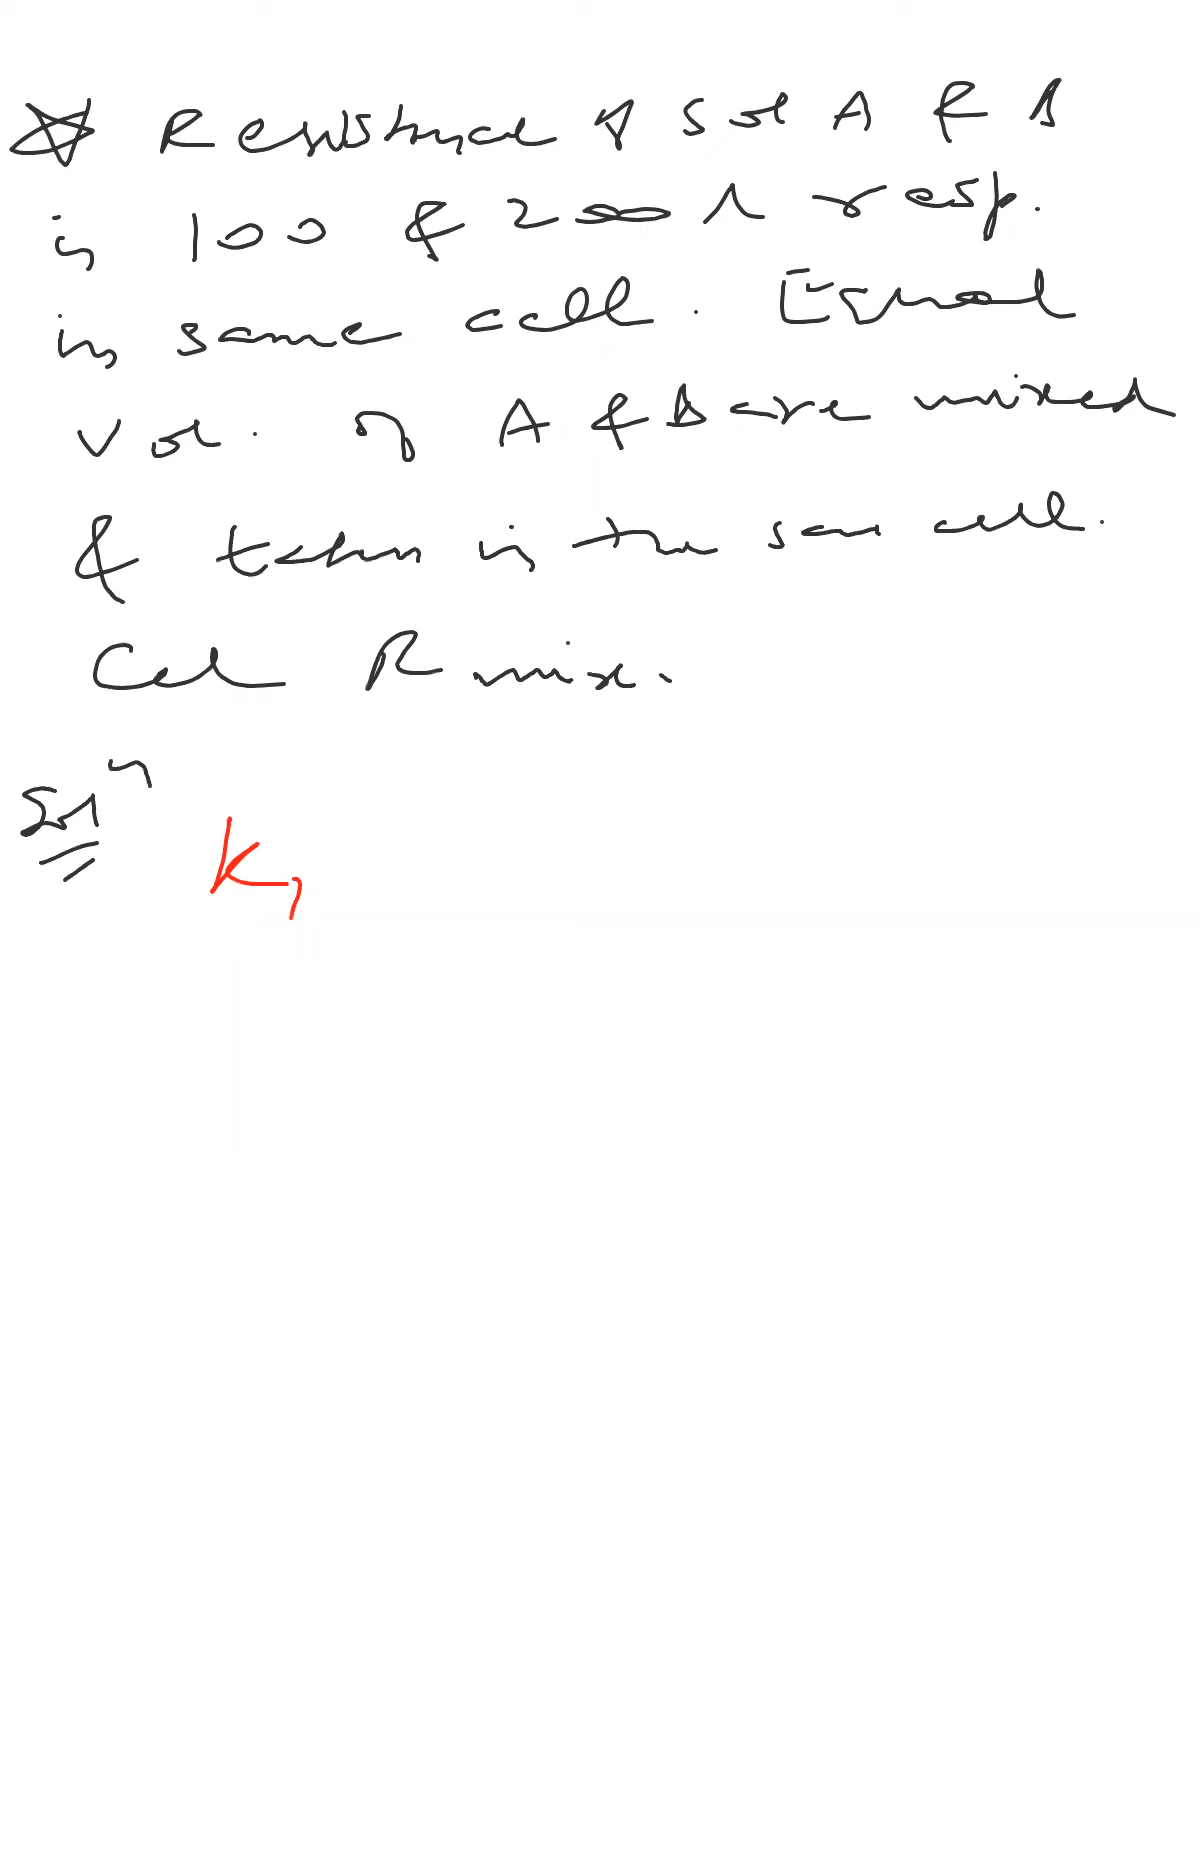 Resistance of sol A & B
is 100 & 200 Λ resp.
in same cell. Equal
vol. of A & B are mixed
& taken in the same cell.
Cal R mix.
Solⁿ
K,